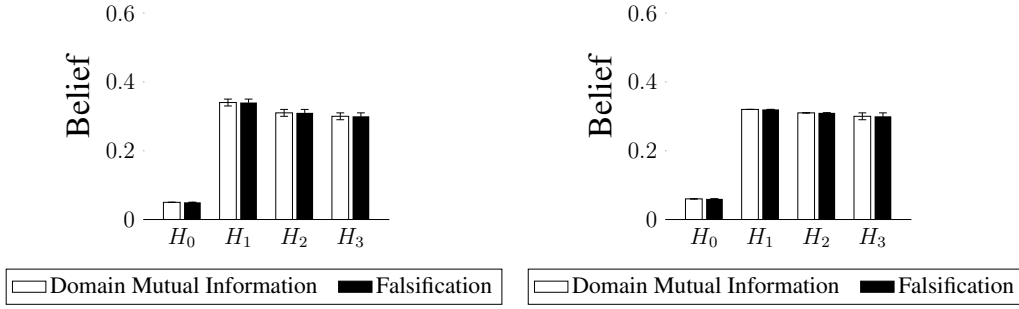 0.6
0.4
0.2
0
Belief
H₀ H₁ H₂ H₃
Domain Mutual Information Falsification
0.6
0.4
0.2
0
Belief
H₀ H₁ H₂ H₃
Domain Mutual Information Falsification